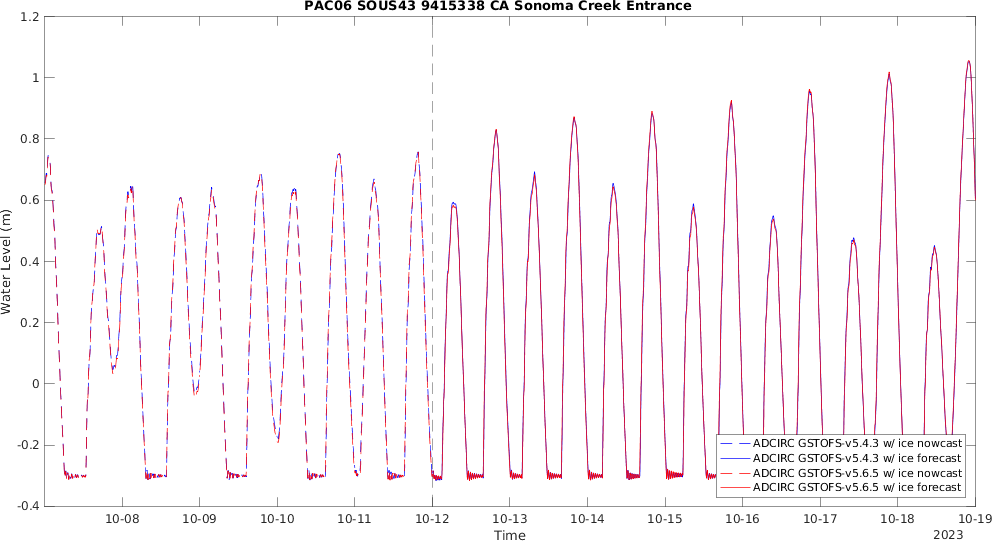 PAC06 SOUS43 9415338 CA Sonoma Creek Entrance
1.2
1
0.8
0.6
0.4
0.2
0
-0.2
-0.4
Water Level (m)
ADCIRC GSTOFS-v5.4.3 w/ ice nowcast
ADCIRC GSTOFS-v5.4.3 w/ ice forecast
ADCIRC GSTOFS-v5.6.5 w/ ice nowcast
ADCIRC GSTOFS-v5.6.5 w/ ice forecast
10-08 10-09 10-10 10-11 10-12 10-13 10-14 10-15 10-16 10-17 10-18 10-19
Time
2023